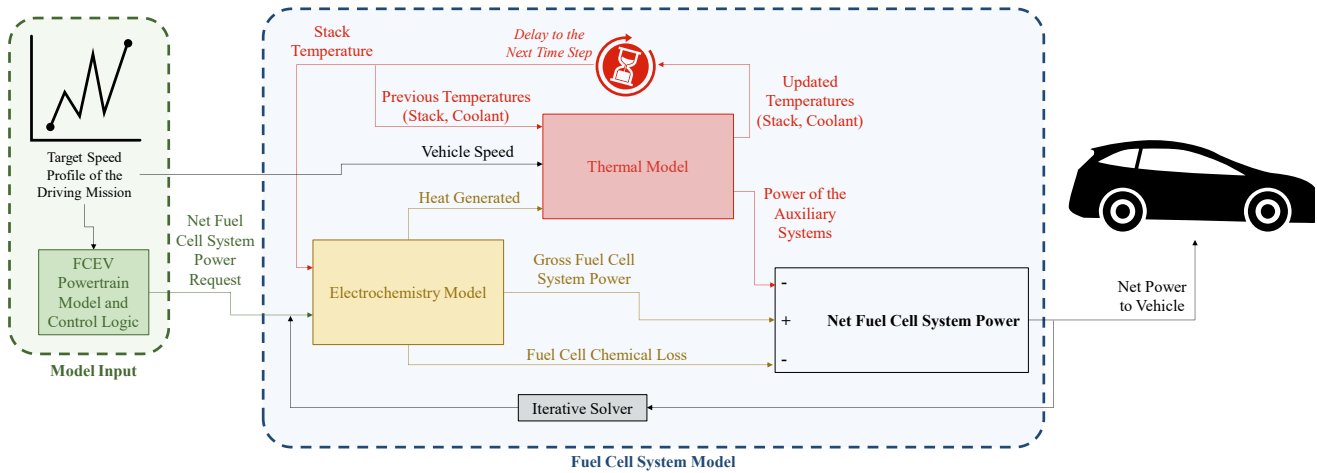 Target Speed
Profile of the
Driving Mission
FCEV
Powertrain
Model and
Control Logic
Model Input
Net Fuel
Cell System
Power
Request
Stack
Temperature
Delay to the
Next Time Step
Previous Temperatures
(Stack, Coolant)
Updated
Temperatures
(Stack, Coolant)
Vehicle Speed
Thermal Model
Heat Generated
Power of the
Auxiliary
Systems
Electrochemistry Model
Gross Fuel Cell
System Power
Fuel Cell Chemical Loss
-
+
-
Net Fuel Cell System Power
Net Power
to Vehicle
Iterative Solver
Fuel Cell System Model